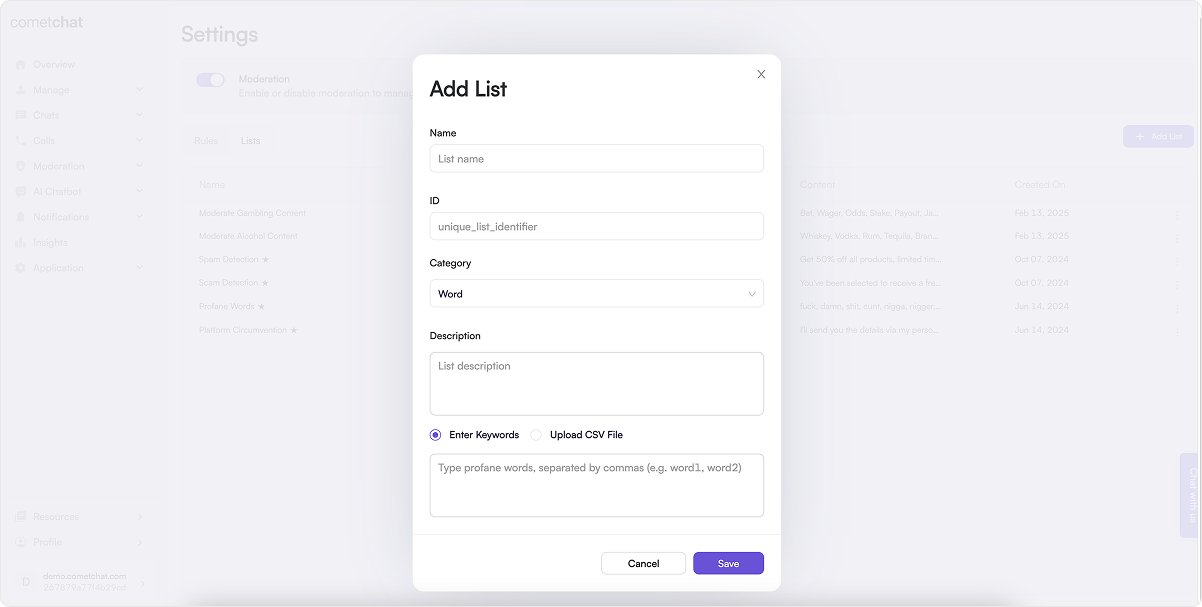 cometchat
Settings
Overview
Manage
Chats
Calls
Moderation
AI Chatbot
Notifications
Insights
Application
Resources
Profile
D
demo.cometchat.com
Moderation
Enable or disable moderation to manag
Rules
Lists
+ Add List
Name
Content
Created On
Moderate Gambling Content
Bet, Wager, Odds, Stake, Payout, Ja...
Feb 13, 2025
Moderate Alcohol Content
Whiskey, Vodka, Rum, Tequila, Bran...
Feb 13, 2025
Spam Detection ★
Get 50% off all products, limited tim...
Oct 07, 2024
Scam Detection ★
You've been selected to receive a fre...
Oct 07, 2024
Profane Words ★
fuck, damn, shit, cunt, nigga, nigger,...
Jun 14, 2024
Platform Circumvention ★
I'll send you the details via my perso...
Jun 14, 2024
Chat with us
Add List
Name
List name
ID
unique_list_identifier
Category
Word
Description
List description
Enter Keywords
Upload CSV File
Type profane words, separated by commas (e.g. word1, word2)
Cancel
Save